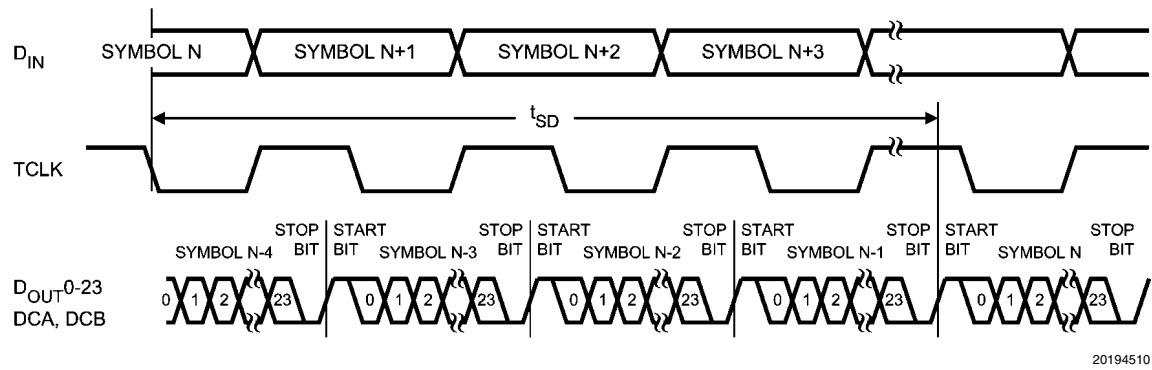 D_IN SYMBOL N SYMBOL N+1 SYMBOL N+2 SYMBOL N+3
t_SD
TCLK
STOP START STOP START STOP START STOP START STOP
SYMBOL N-4 BIT BIT SYMBOL N-3 BIT BIT SYMBOL N-2 BIT BIT SYMBOL N-1 BIT BIT SYMBOL N BIT
D_OUT0-23 0 1 2 23 0 1 2 23 0 1 2 23 0 1 2 23 0 1 2 23
DCA, DCB
20194510